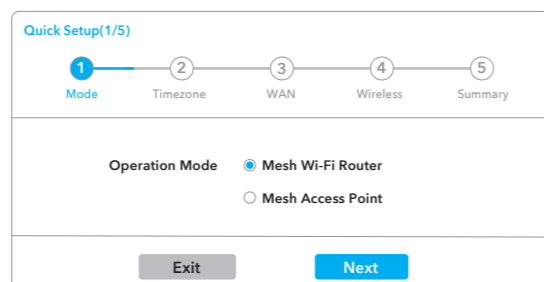 Quick Setup(1/5)
1 2 3 4 5
Mode Timezone WAN Wireless Summary
Operation Mode Mesh Wi-Fi Router
Mesh Access Point
Exit Next